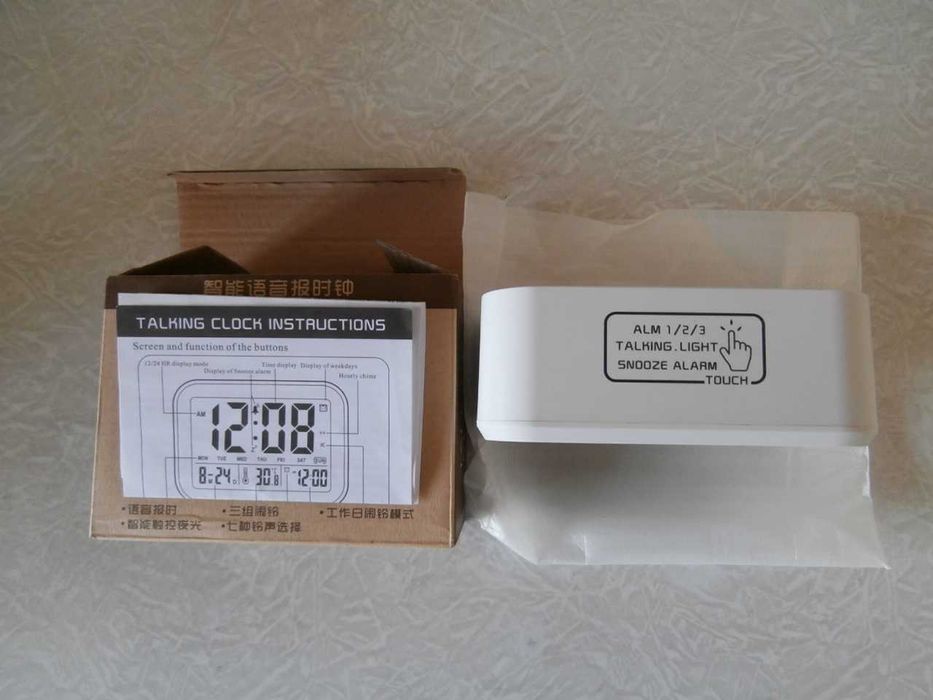 智能语音报时钟
TALKING CLOCK INSTRUCTIONS
Screen and function of the buttons
12/24 HR display mode
Time display
Display of weekdays
Display of Snooze alarm
Hourly chime
AM
12:08
MON TUE WED THU FRI SAT SUN
8 24 30.8 12:00
•语音报时 •三组闹铃 •工作日闹铃模式
•智能触控夜光 •七种铃声选择
ALM 1/2/3
TALKING.LIGHT
SNOOZE ALARM
TOUCH